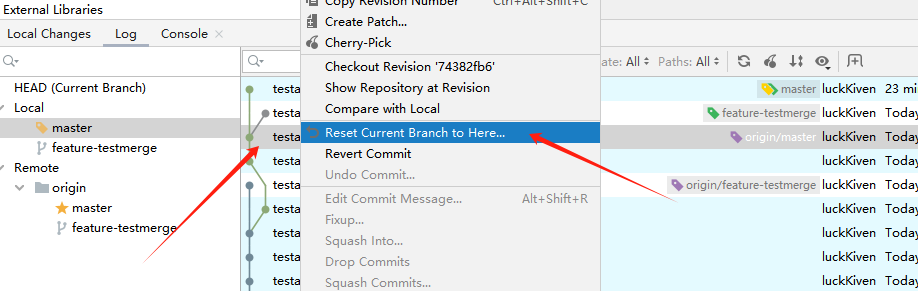 External Libraries
Local Changes Log Console
HEAD (Current Branch)
Local
master
feature-testmerge
Remote
origin
master
feature-testmerge
Copy Revision Number Ctrl+Alt+Shift+C
Create Patch...
Cherry-Pick
Checkout Revision '74382fb6'
Show Repository at Revision
Compare with Local
Reset Current Branch to Here...
Revert Commit
Undo Commit...
Edit Commit Message... Alt+Shift+R
Fixup...
Squash Into...
Drop Commits
Squash Commits...
All Paths: All
testa master luckKiven 23 mi
testa feature-testmerge luckKiven Today
testa origin/master luckKiven Today
testa luckKiven Today
testa origin/feature-testmerge luckKiven Today
testa luckKiven Today
testa luckKiven Today
testa luckKiven Today
testa luckKiven Today